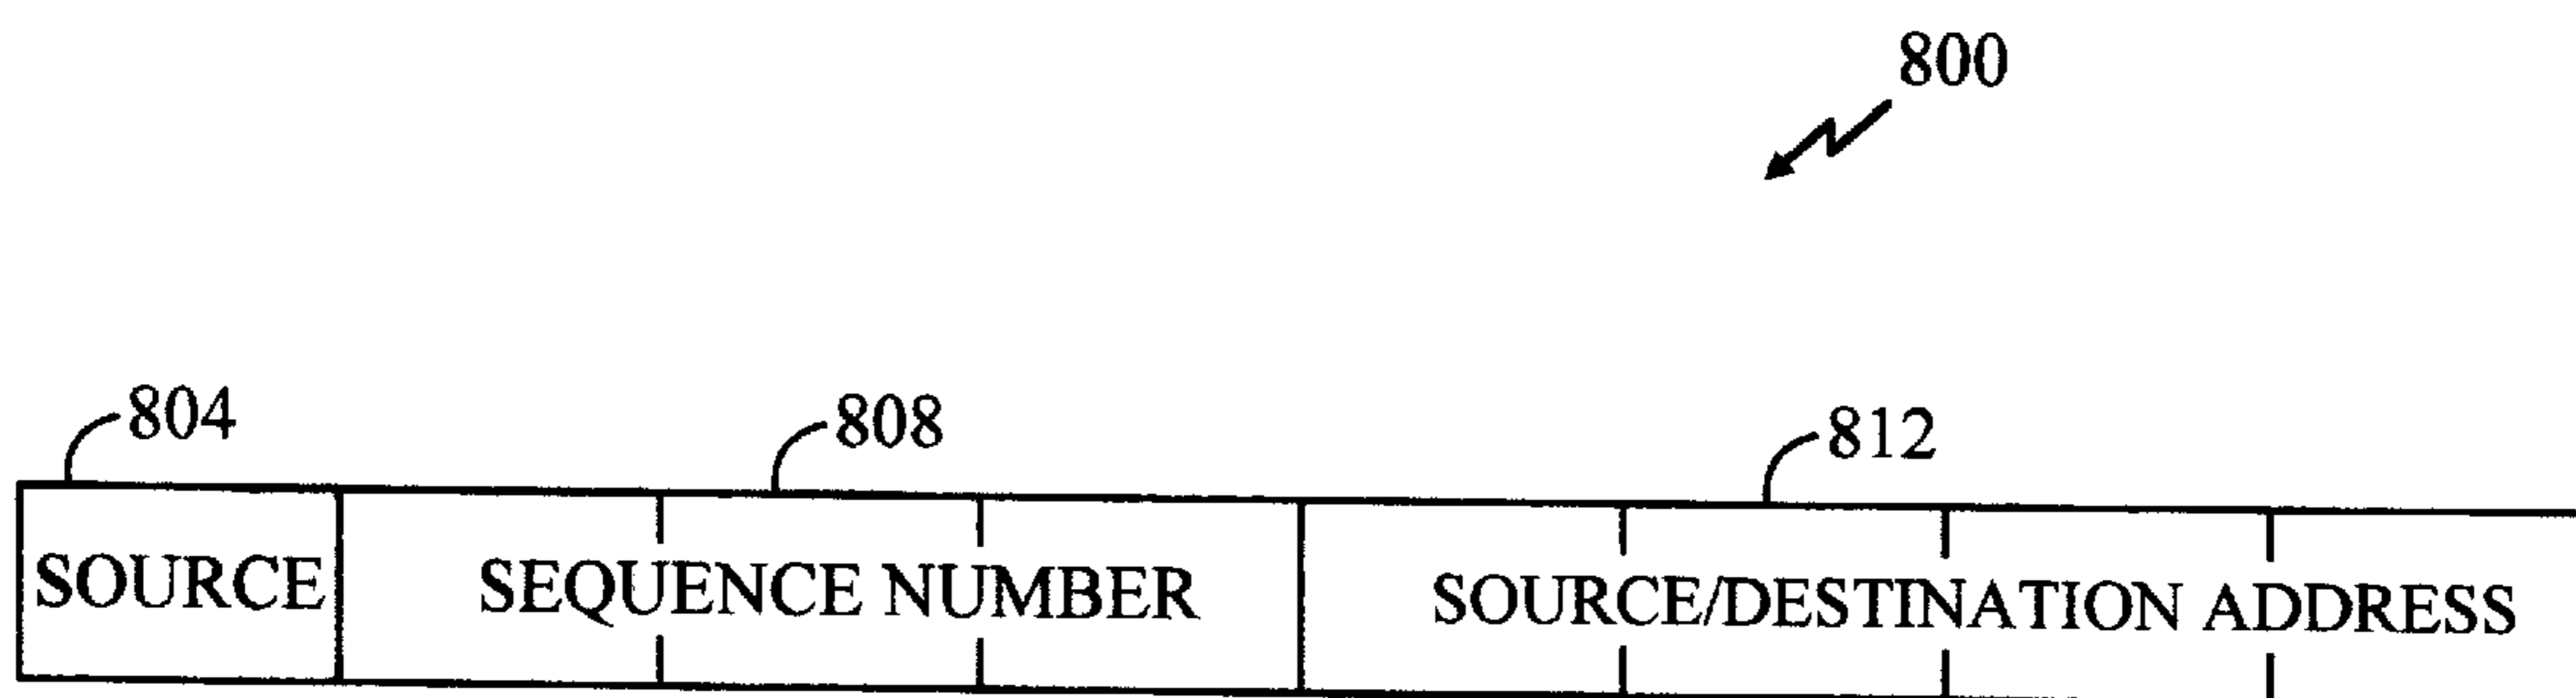 800
804
808
812
SOURCE
SEQUENCE NUMBER
SOURCE/DESTINATION ADDRESS